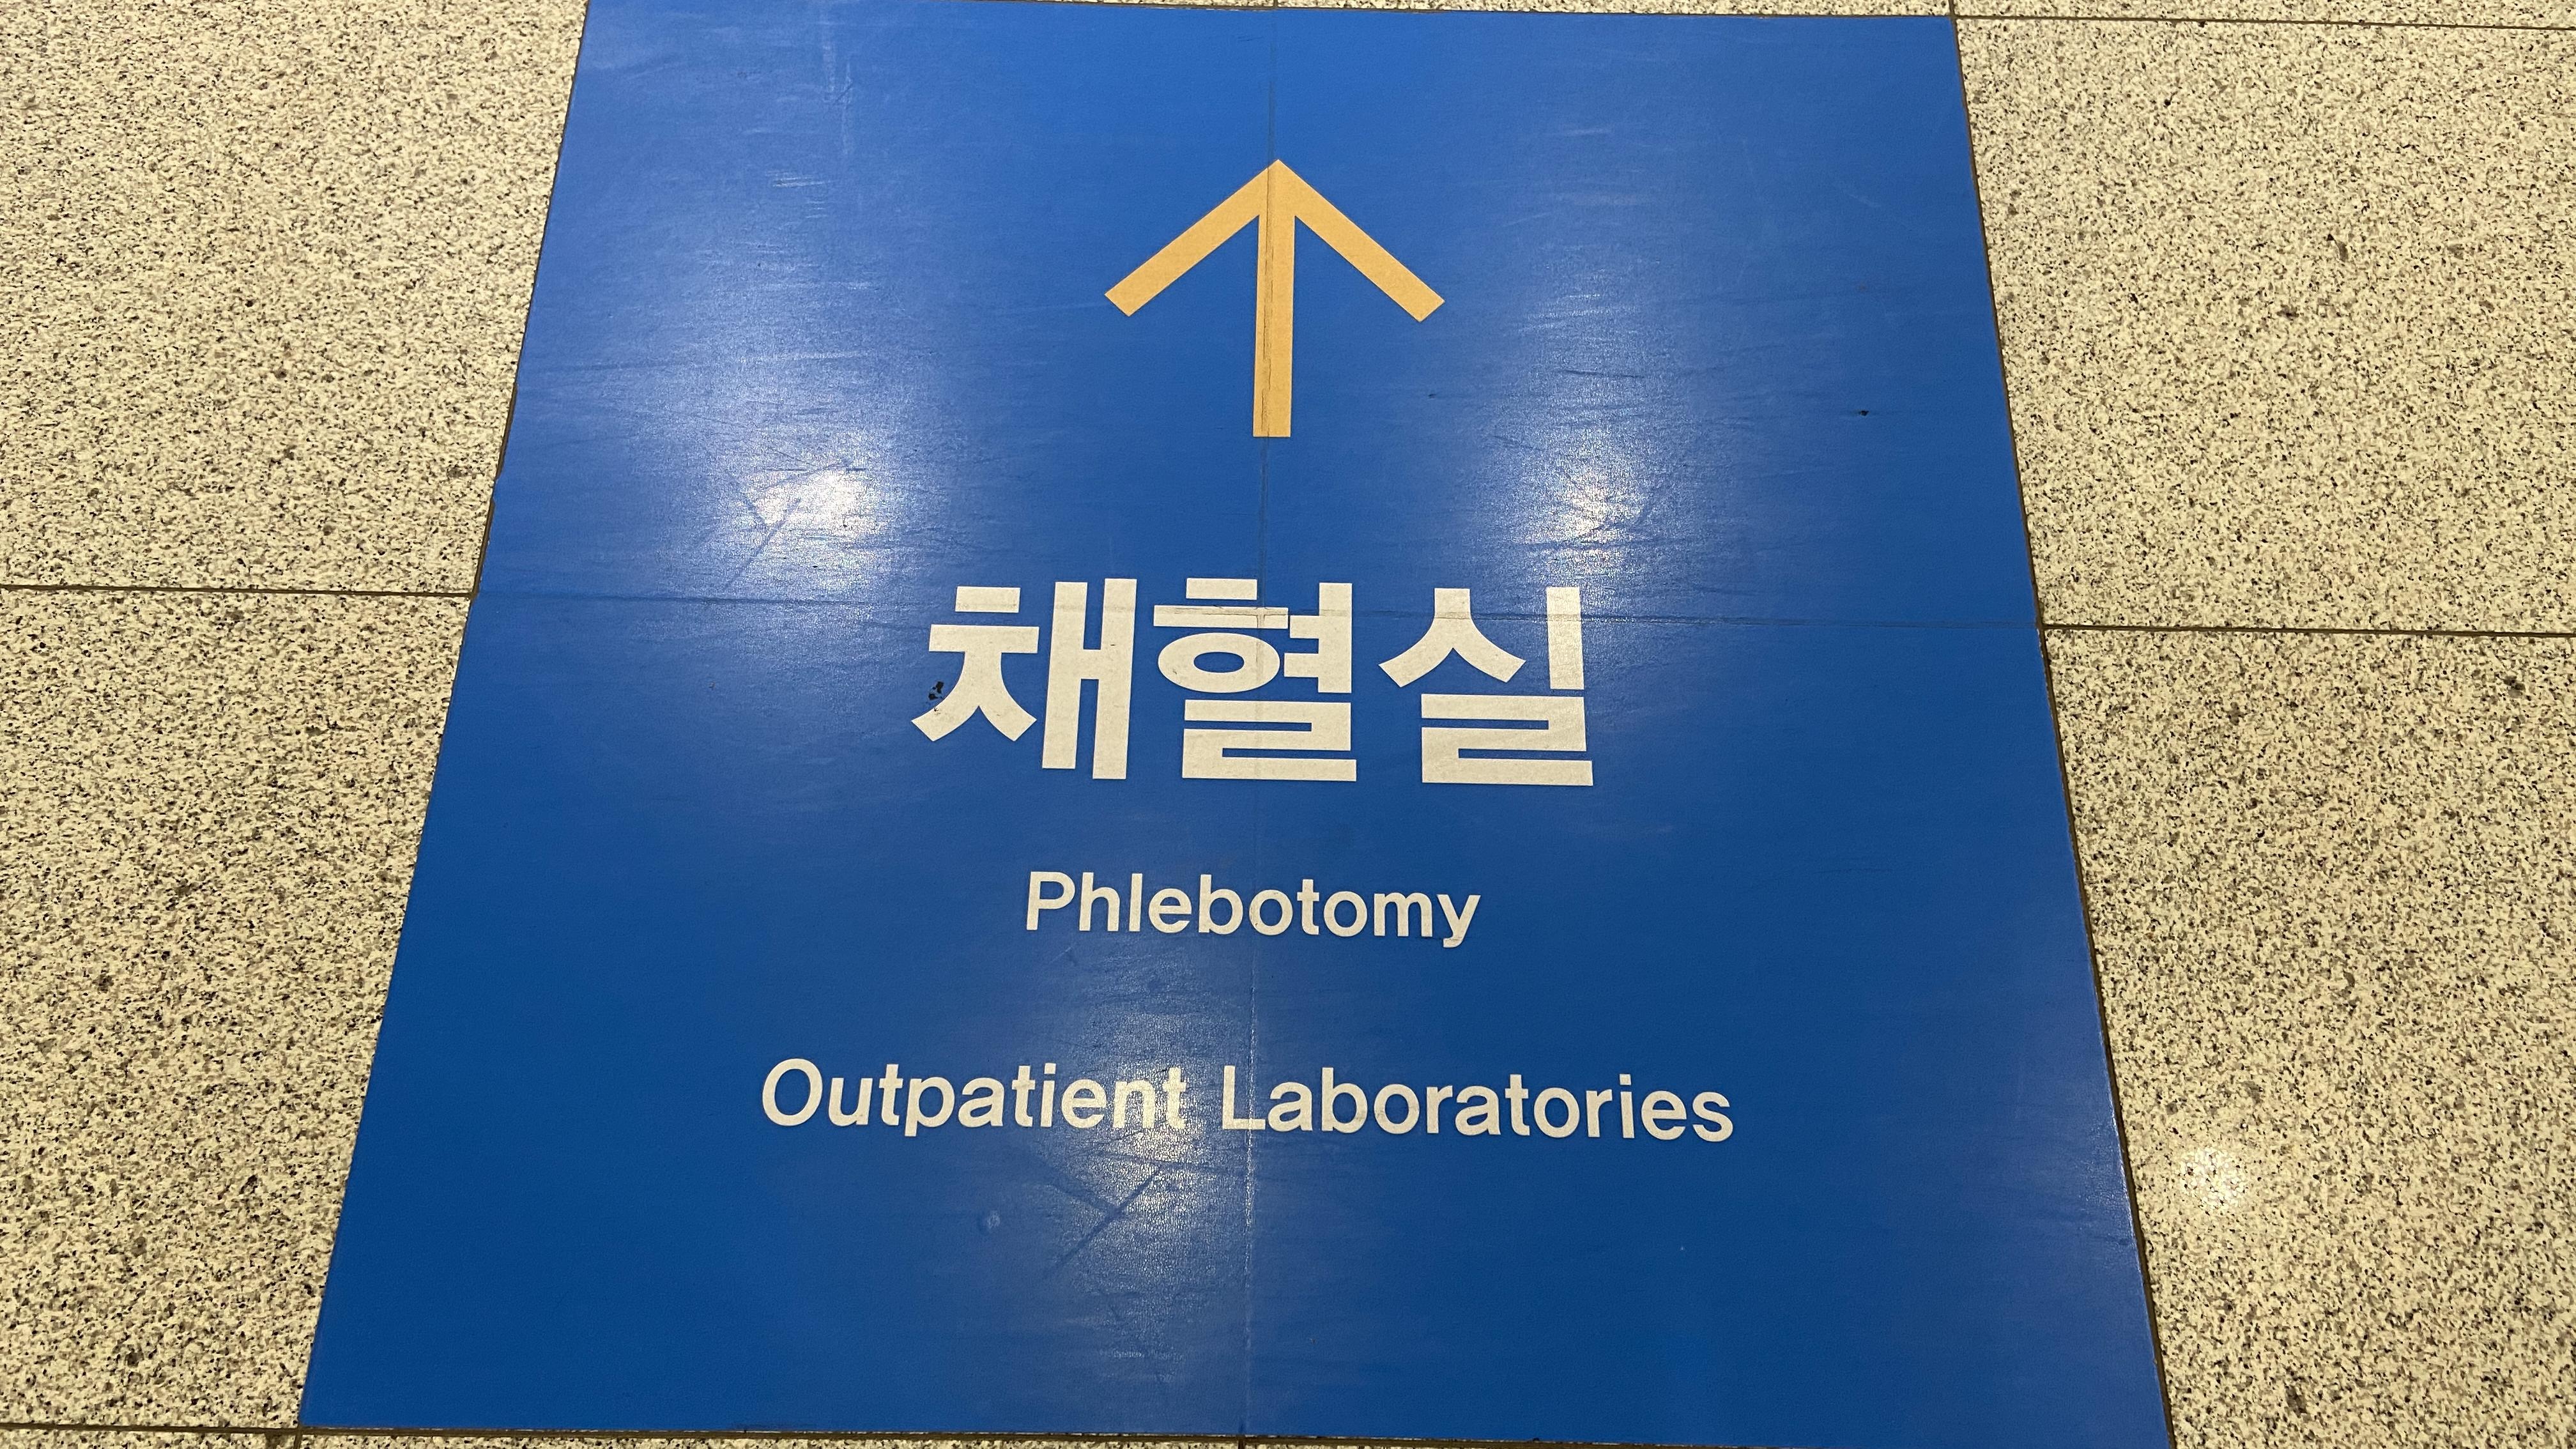 채혈실
Phlebotomy
Outpatient Laboratories